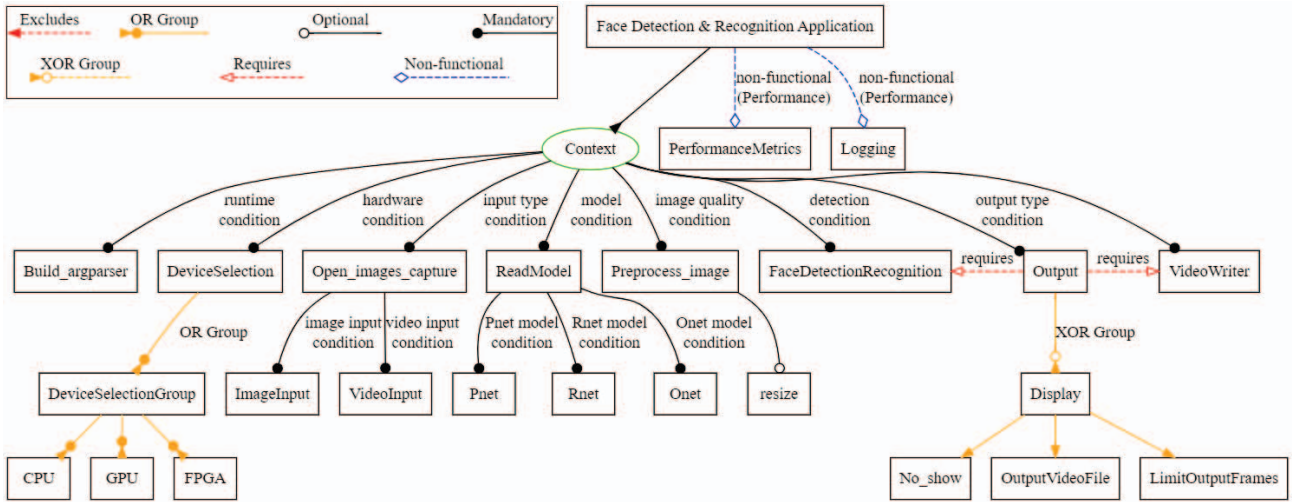 Excludes
OR Group
Optional
Mandatory
XOR Group
Requires
Non-functional
Face Detection & Recognition Application
non-functional
(Performance)
non-functional
(Performance)
Context
PerformanceMetrics
Logging
runtime
condition
hardware
condition
input type
condition
model
condition
image quality
condition
detection
condition
output type
condition
Build_argparser
DeviceSelection
Open_images_capture
ReadModel
Preprocess_image
FaceDetectionRecognition
requires
Output
requires
VideoWriter
OR Group
image input
condition
video input
condition
Pnet model
condition
Rnet model
condition
Onet model
condition
XOR Group
DeviceSelectionGroup
ImageInput
VideoInput
Pnet
Rnet
Onet
resize
Display
CPU
GPU
FPGA
No_show
OutputVideoFile
LimitOutputFrames